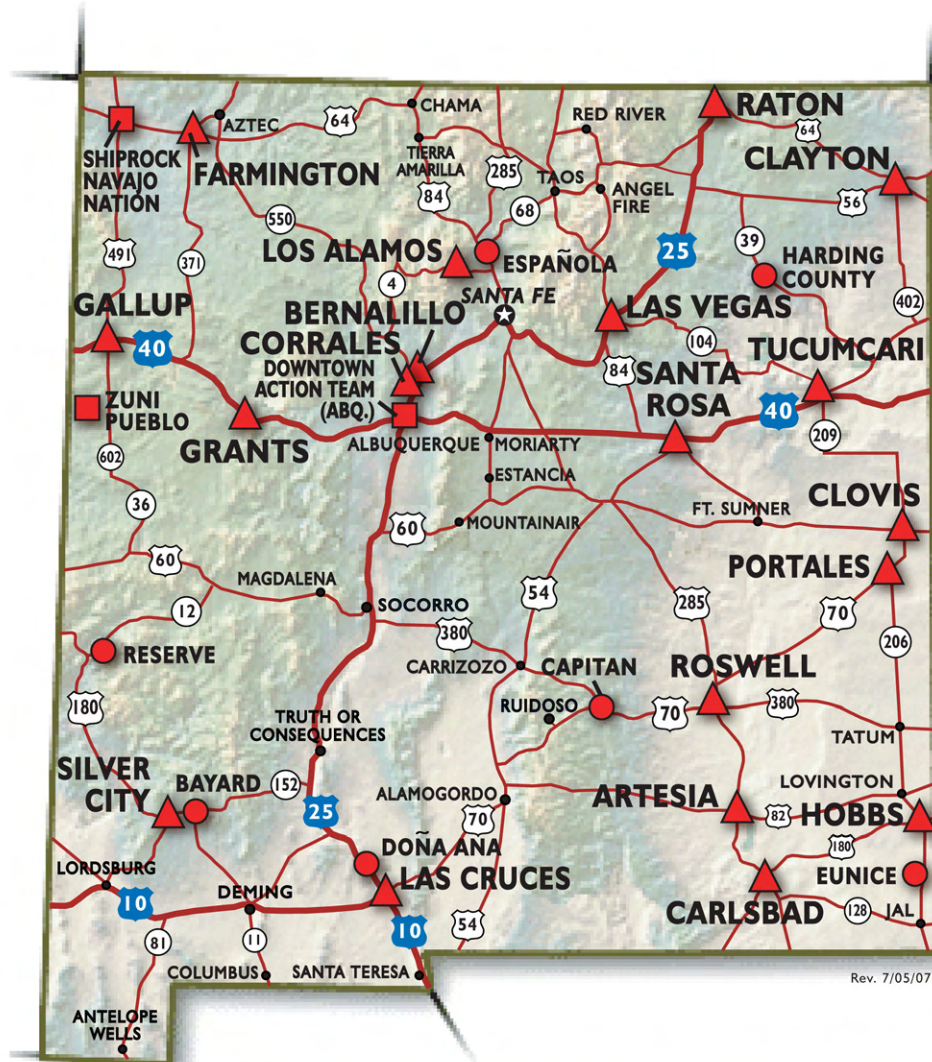 CHAMA
RED RIVER
RATON
AZTEC
64
64
SHIPROCK
NAVAJO
NATION
FARMINGTON
TIERRA
AMARILLA
285
TAOS
CLAYTON
84
68
ANGEL
FIRE
56
550
491
371
LOS ALAMOS
ESPAÑOLA
25
39
HARDING
COUNTY
4
SANTA FE
402
GALLUP
BERNALILLO
LAS VEGAS
40
CORRALES
104
TUCUMCARI
DOWNTOWN
ACTION TEAM
(ABQ.)
84
SANTA
ROSA
ZUNI
PUEBLO
40
GRANTS
ALBUQUERQUE
MORIARTY
209
602
ESTANCIA
CLOVIS
36
60
MOUNTAINAIR
FT. SUMNER
60
PORTALES
MAGDALENA
54
285
70
12
SOCORRO
380
206
RESERVE
CARRIZOZO
CAPITAN
ROSWELL
180
RUIDOSO
70
380
TRUTH OR
CONSEQUENCES
TATUM
SILVER
CITY
BAYARD
152
LOVINGTON
25
ALAMOGORDO
ARTESIA
70
82
HOBBS
180
DOÑA ANA
LORDSBURG
LAS CRUCES
EUNICE
10
DEMING
CARLSBAD
128
JAL
81
11
10
54
COLUMBUS
SANTA TERESA
Rev. 7/05/07
ANTELOPE
WELLS